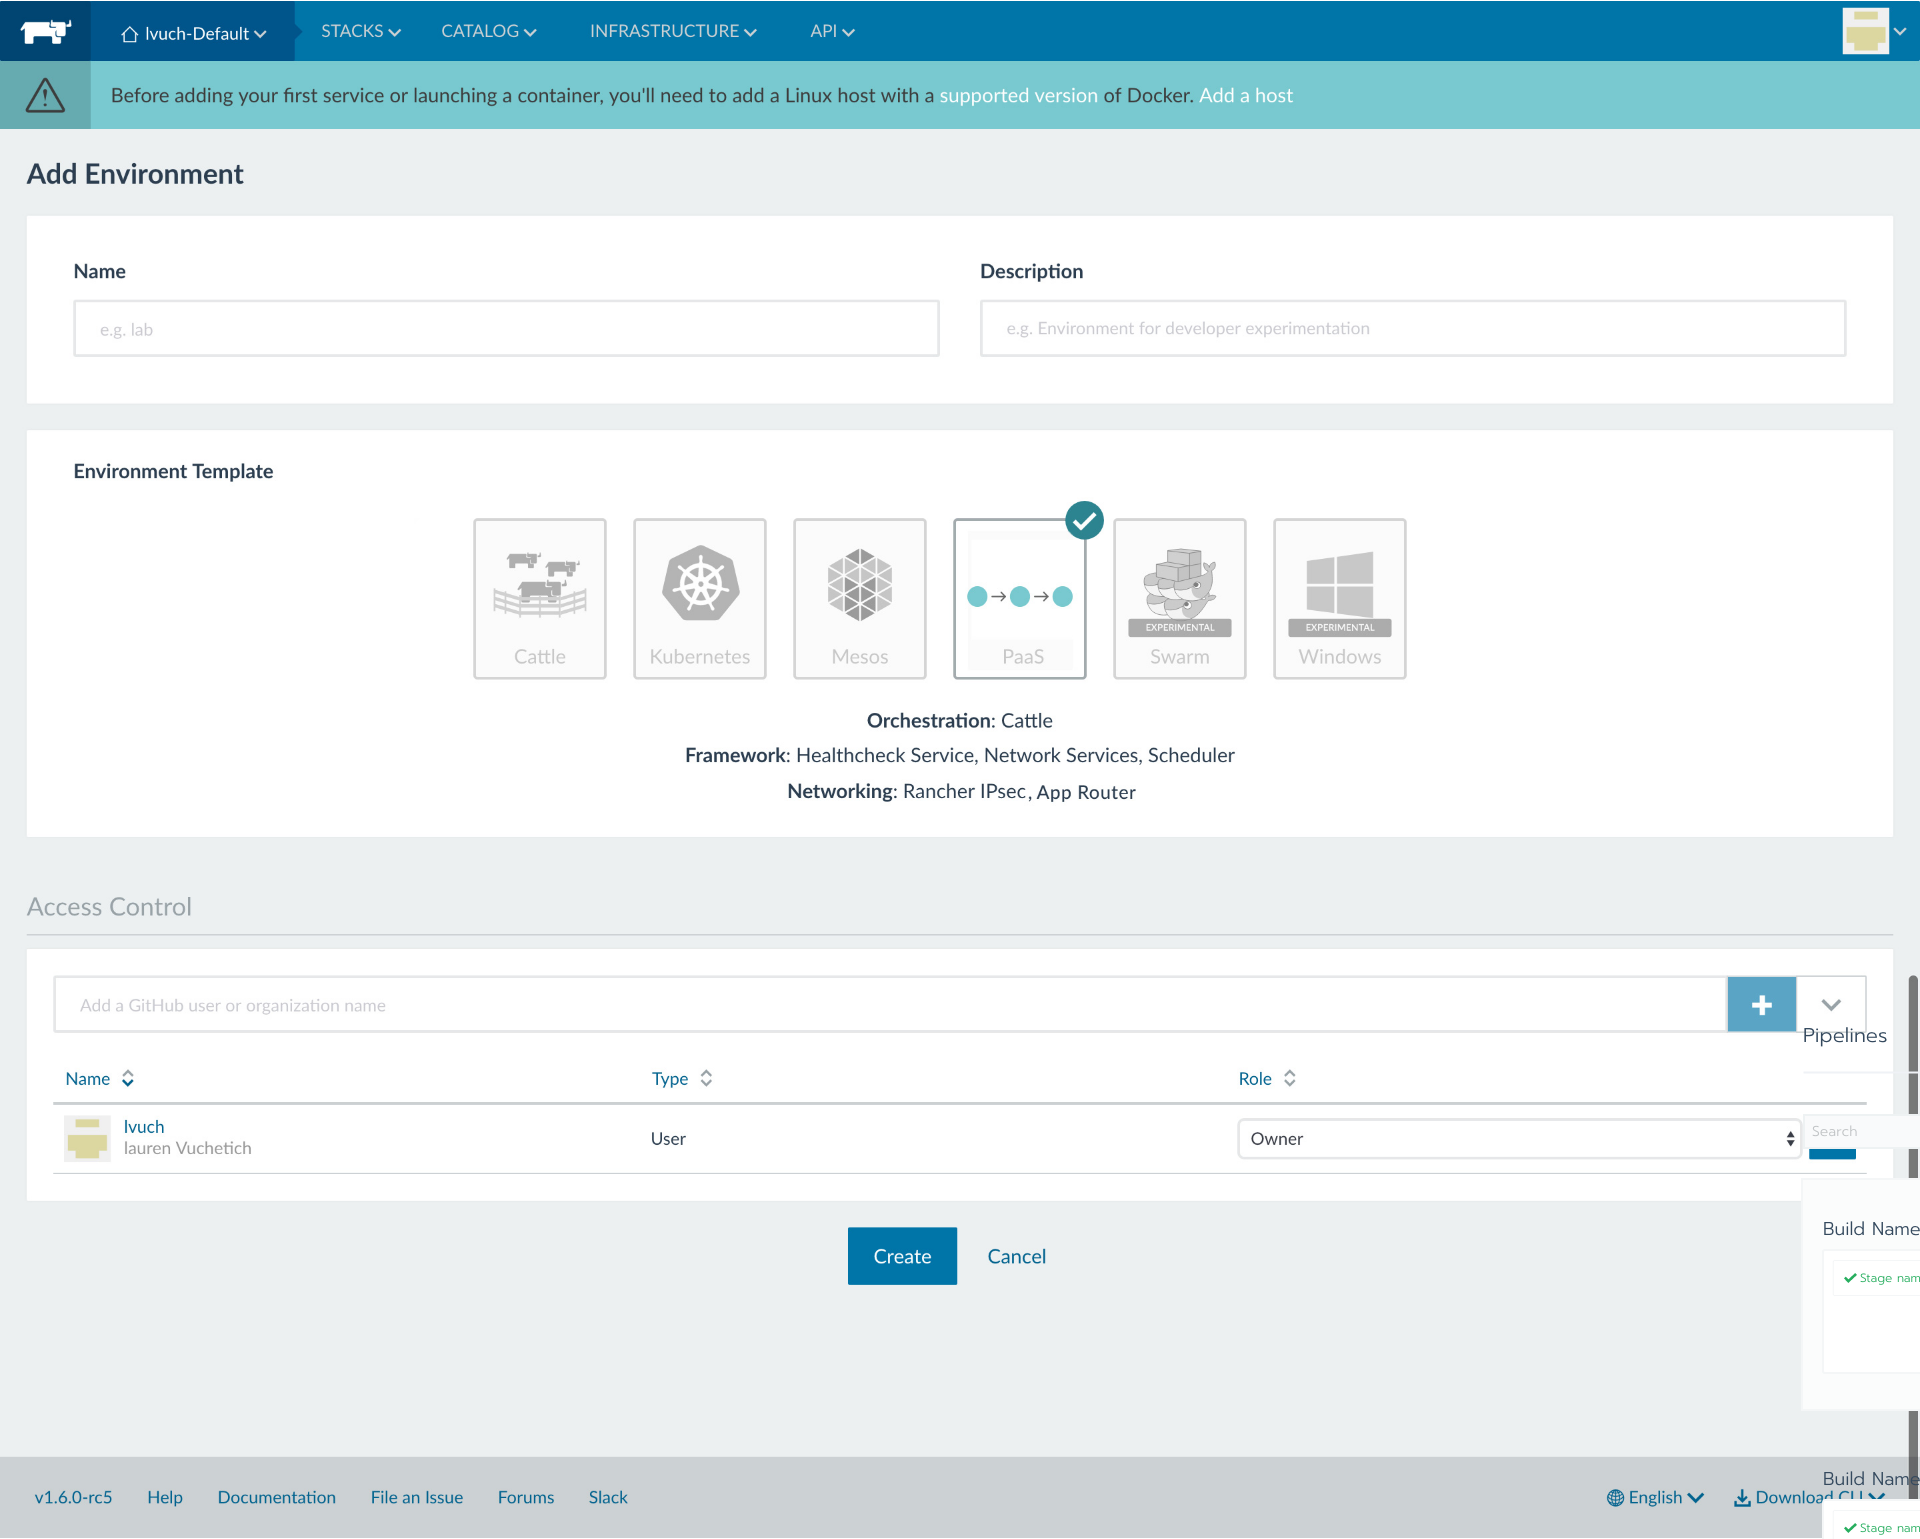 lvuch-Default STACKS CATALOG INFRASTRUCTURE API
Before adding your first service or launching a container, you'll need to add a Linux host with a supported version of Docker. Add a host
Add Environment
Name Description
e.g. lab e.g. Environment for developer experimentation
Environment Template
EXPERIMENTAL EXPERIMENTAL
Cattle Kubernetes Mesos PaaS Swarm Windows
Orchestration: Cattle
Framework: Healthcheck Service, Network Services, Scheduler
Networking: Rancher IPsec, App Router
Access Control
Add a GitHub user or organization name
Pipelines
Name Type Role
lvuch
lauren Vuchetich
User Owner
Search
Build Name
Create Cancel
Stage nam
Build Name
v1.6.0-rc5 Help Documentation File an Issue Forums Slack English Download CLI
Stage nam